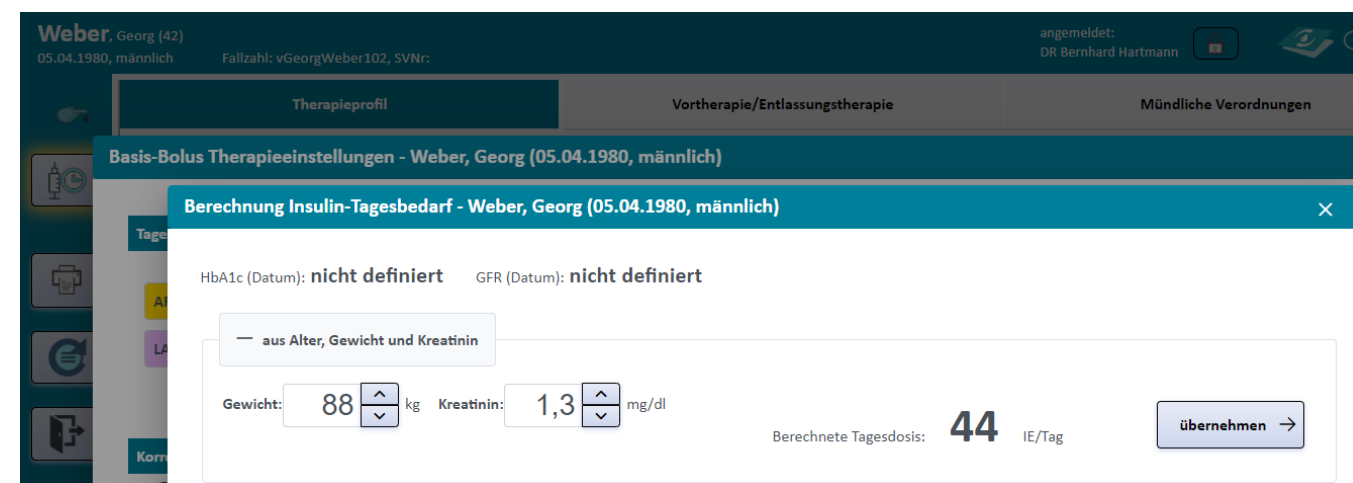 Weber, Georg (42)
05.04.1980, männlich Fallzahl: vGeorgWeber102, SVNr:
angemeldet:
DR Bernhard Hartmann
Therapieprofil Vortherapie/Entlassungstherapie Mündliche Verordnungen
Basis-Bolus Therapieeinstellungen - Weber, Georg (05.04.1980, männlich)
Berechnung Insulin-Tagesbedarf - Weber, Georg (05.04.1980, männlich)
Tage
HbA1c (Datum): nicht definiert GFR (Datum): nicht definiert
— aus Alter, Gewicht und Kreatinin
LA
Gewicht: 88 kg Kreatinin: 1,3 mg/dl
Berechnete Tagesdosis: 44 IE/Tag
übernehmen →
Korr